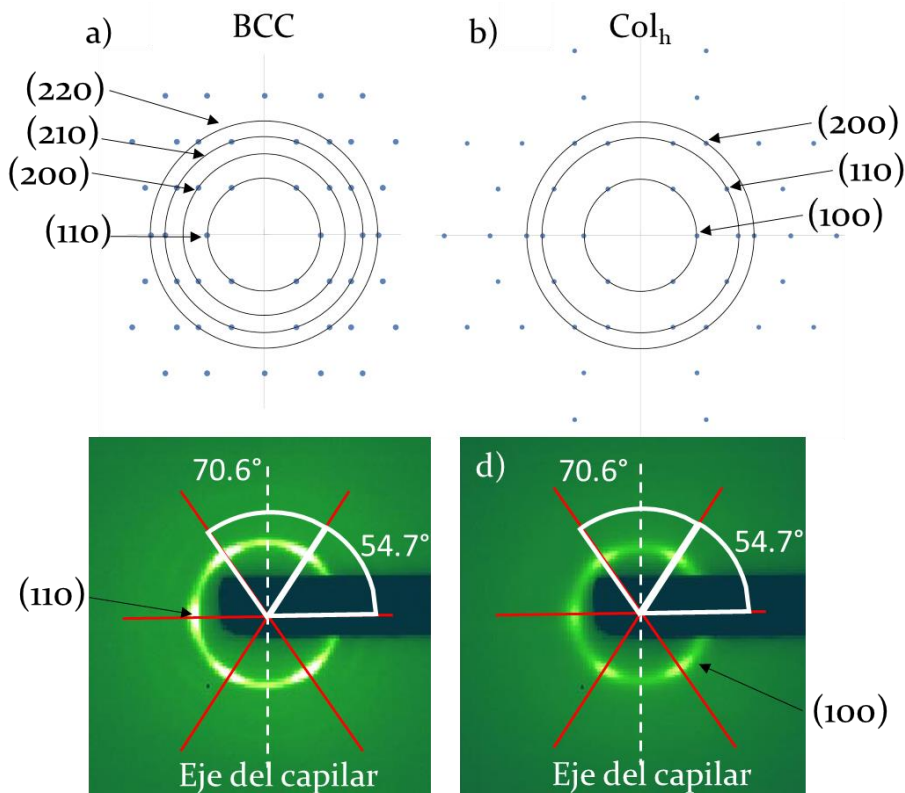 a)
BCC
b)
Colₕ
(220)
(210)
(200)
(110)
(200)
(110)
(100)
70.6°
54.7°
(110)
Eje del capilar
d)
70.6°
54.7°
(100)
Eje del capilar